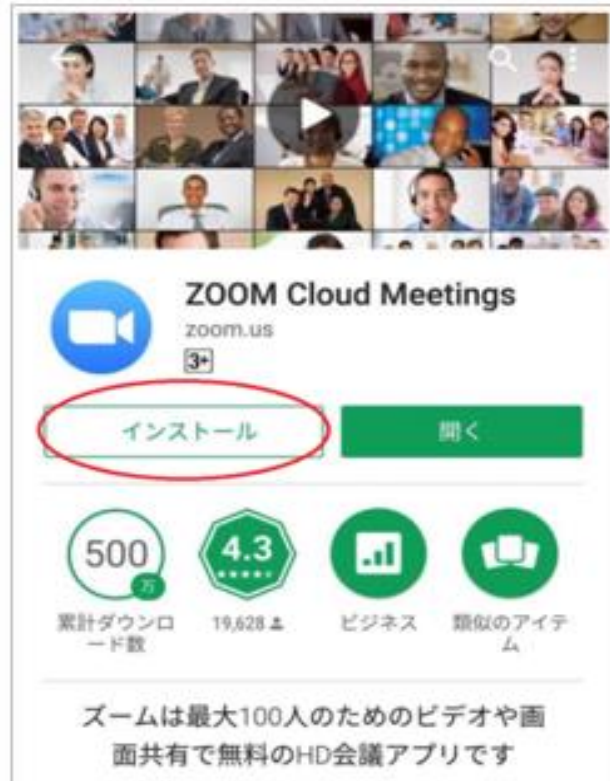 ZOOM Cloud Meetings
zoom.us
3+
インストール
開く
500
万
4.3
累計ダウンロ
ード数
19,628
ビジネス
類似のアイテ
ム
ズームは最大100人のためのビデオや画
面共有で無料のHD会議アプリです